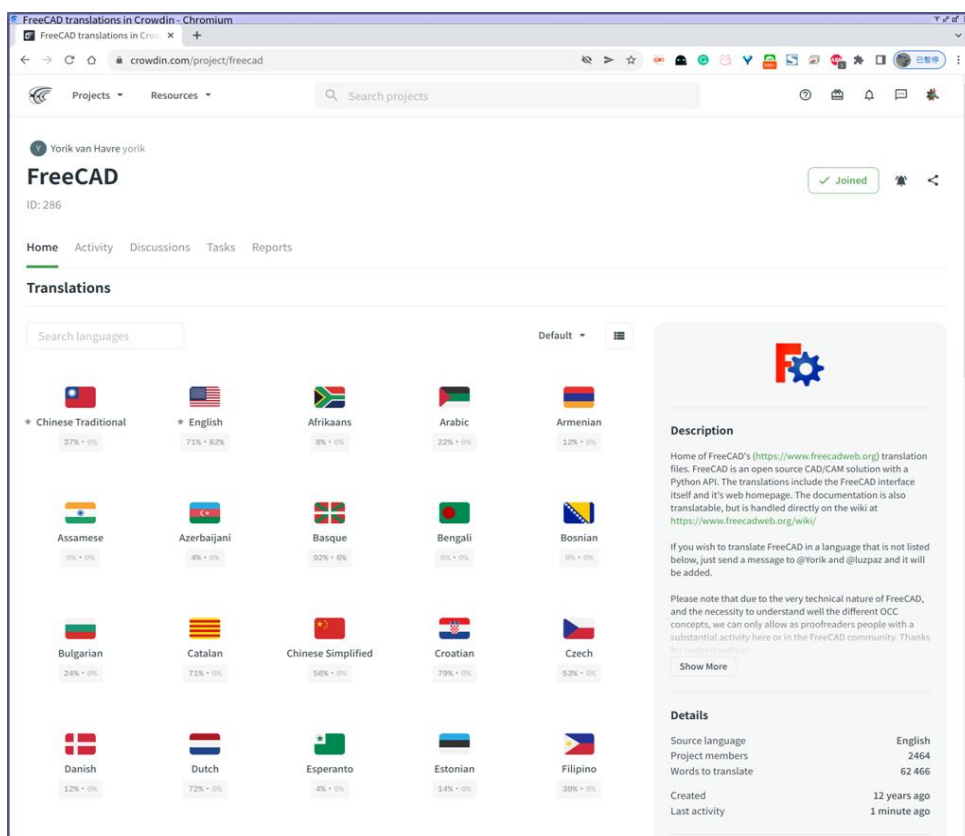 FreeCAD translations in Crowdin - Chromium
FreeCAD translations in Crow
crowdin.com/project/freecad
已暫停
Projects
Resources
Search projects
Y Yorik van Havre yorik
FreeCAD
Joined
ID: 286
Home Activity Discussions Tasks Reports
Translations
Search languages
Default
Chinese Traditional
English
Afrikaans
Arabic
Armenian
37% • 0%
71% • 62%
8% • 0%
22% • 0%
12% • 0%
Assamese
Azerbaijani
Basque
Bengali
Bosnian
0% • 0%
4% • 0%
92% • 6%
0% • 0%
0% • 0%
Bulgarian
Catalan
Chinese Simplified
Croatian
Czech
24% • 0%
71% • 0%
56% • 0%
79% • 0%
53% • 0%
Danish
Dutch
Esperanto
Estonian
Filipino
12% • 0%
72% • 0%
4% • 0%
14% • 0%
30% • 0%
Description
Home of FreeCAD's (https://www.freecadweb.org) translation
files. FreeCAD is an open source CAD/CAM solution with a
Python API. The translations include the FreeCAD interface
itself and it's web homepage. The documentation is also
translatable, but is handled directly on the wiki at
https://www.freecadweb.org/wiki/
If you wish to translate FreeCAD in a language that is not listed
below, just send a message to @Yorik and @luzpaz and it will
be added.
Please note that due to the very technical nature of FreeCAD,
and the necessity to understand well the different OCC
concepts, we can only allow as proofreaders people with a
substantial activity here or in the FreeCAD community. Thanks
for understanding!
Show More
Details
Source language English
Project members 2464
Words to translate 62 466
Created 12 years ago
Last activity 1 minute ago